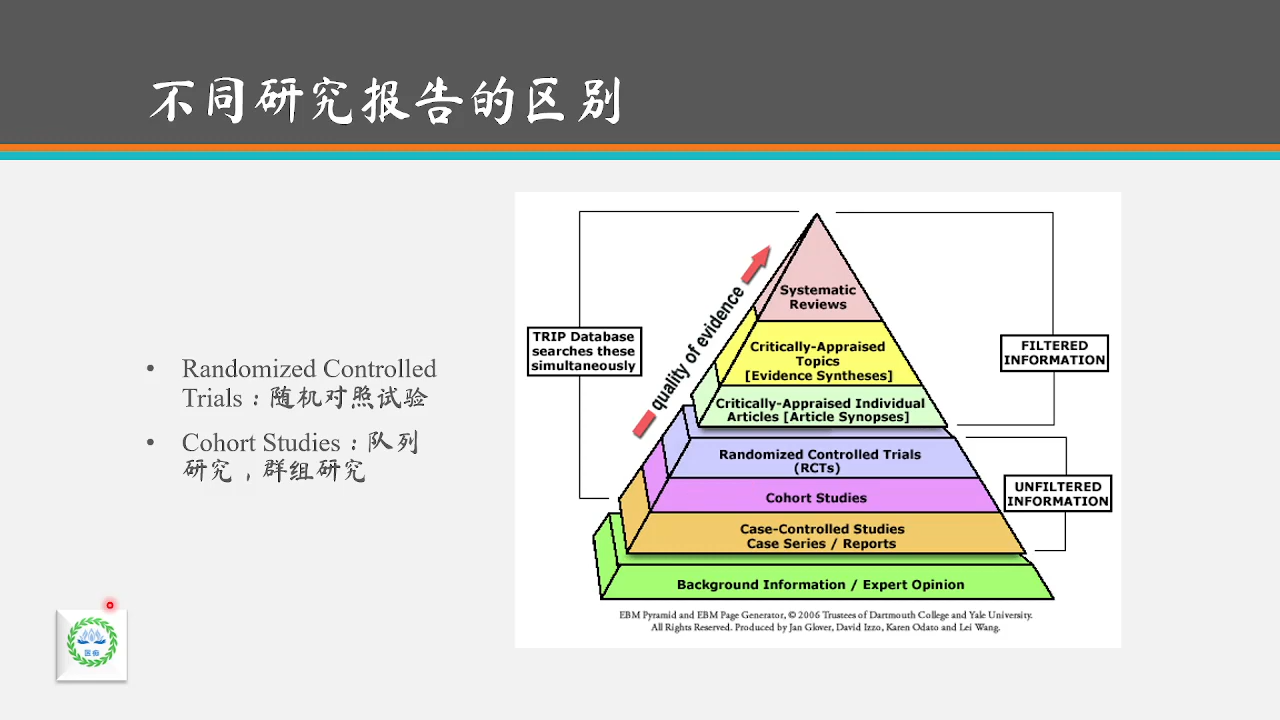 不同研究报告的区别
• Randomized Controlled
Trials：随机对照试验
• Cohort Studies：队列
研究，群组研究
TRIP Database
searches these
simultaneously
quality of evidence
Systematic
Reviews
Critically-Appraised
Topics
[Evidence Syntheses]
Critically-Appraised Individual
Articles [Article Synopses]
Randomized Controlled Trials
(RCTs)
Cohort Studies
Case-Controlled Studies
Case Series / Reports
Background Information / Expert Opinion
FILTERED
INFORMATION
UNFILTERED
INFORMATION
EBM Pyramid and EBM Page Generator, © 2006 Trustees of Dartmouth College and Yale University.
All Rights Reserved. Produced by Jan Glover, David Izzo, Karen Odato and Lei Wang.